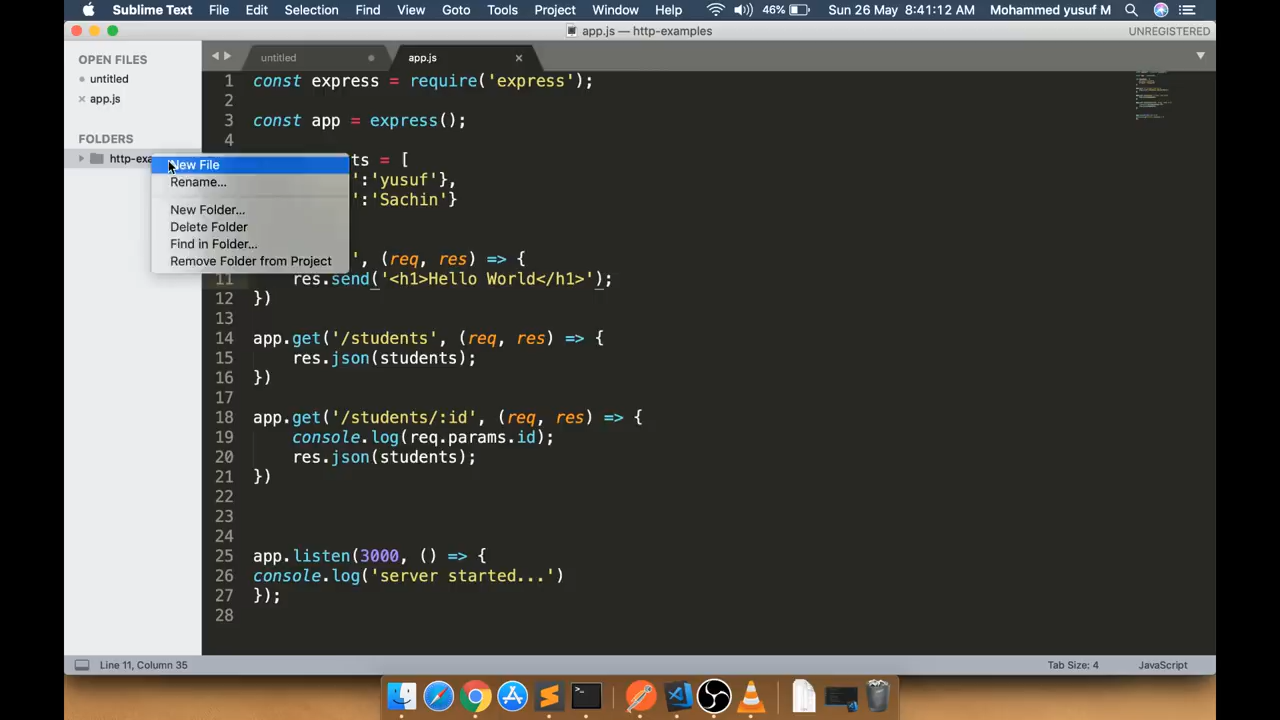 Sublime Text File Edit Selection Find View Goto Tools Project Window Help 46% Sun 26 May 8:41:12 AM Mohammed yusuf M
app.js — http-examples UNREGISTERED
OPEN FILES
untitled
app.js
FOLDERS
http-exa
untitled app.js
New File
Rename...
New Folder...
Delete Folder
Find in Folder...
Remove Folder from Project
1 const express = require('express');
2
3 const app = express();
4
ts = [
':'yusuf'},
':'Sachin'}
', (req, res) => {
11 res.send('<h1>Hello World</h1>');
12 })
13
14 app.get('/students', (req, res) => {
15 res.json(students);
16 })
17
18 app.get('/students/:id', (req, res) => {
19 console.log(req.params.id);
20 res.json(students);
21 })
22
23
24
25 app.listen(3000, () => {
26 console.log('server started...')
27 });
28
Line 11, Column 35 Tab Size: 4 JavaScript